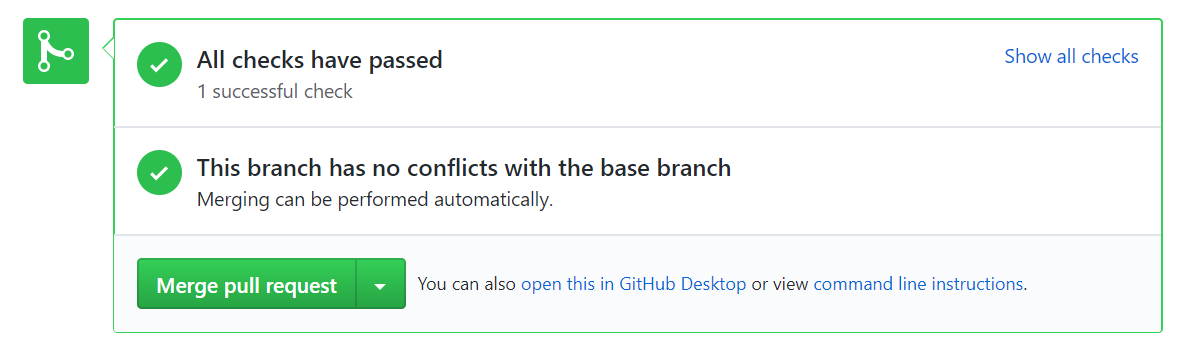 All checks have passed
Show all checks
1 successful check
This branch has no conflicts with the base branch
Merging can be performed automatically.
Merge pull request
You can also open this in GitHub Desktop or view command line instructions.